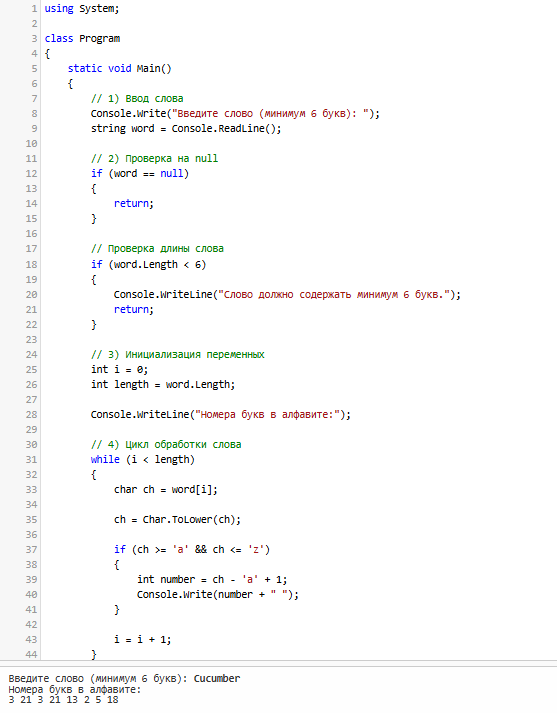 1 using System;
2
3 class Program
4 {
5     static void Main()
6     {
7         // 1) Ввод слова
8         Console.Write("Введите слово (минимум 6 букв): ");
9         string word = Console.ReadLine();
10
11         // 2) Проверка на null
12         if (word == null)
13         {
14             return;
15         }
16
17         // Проверка длины слова
18         if (word.Length < 6)
19         {
20             Console.WriteLine("Слово должно содержать минимум 6 букв.");
21             return;
22         }
23
24         // 3) Инициализация переменных
25         int i = 0;
26         int length = word.Length;
27
28         Console.WriteLine("Номера букв в алфавите:");
29
30         // 4) Цикл обработки слова
31         while (i < length)
32         {
33             char ch = word[i];
34
35             ch = Char.ToLower(ch);
36
37             if (ch >= 'a' && ch <= 'z')
38             {
39                 int number = ch - 'a' + 1;
40                 Console.Write(number + " ");
41             }
42
43             i = i + 1;
44         }
Введите слово (минимум 6 букв): Cucumber
Номера букв в алфавите:
3 21 3 21 13 2 5 18